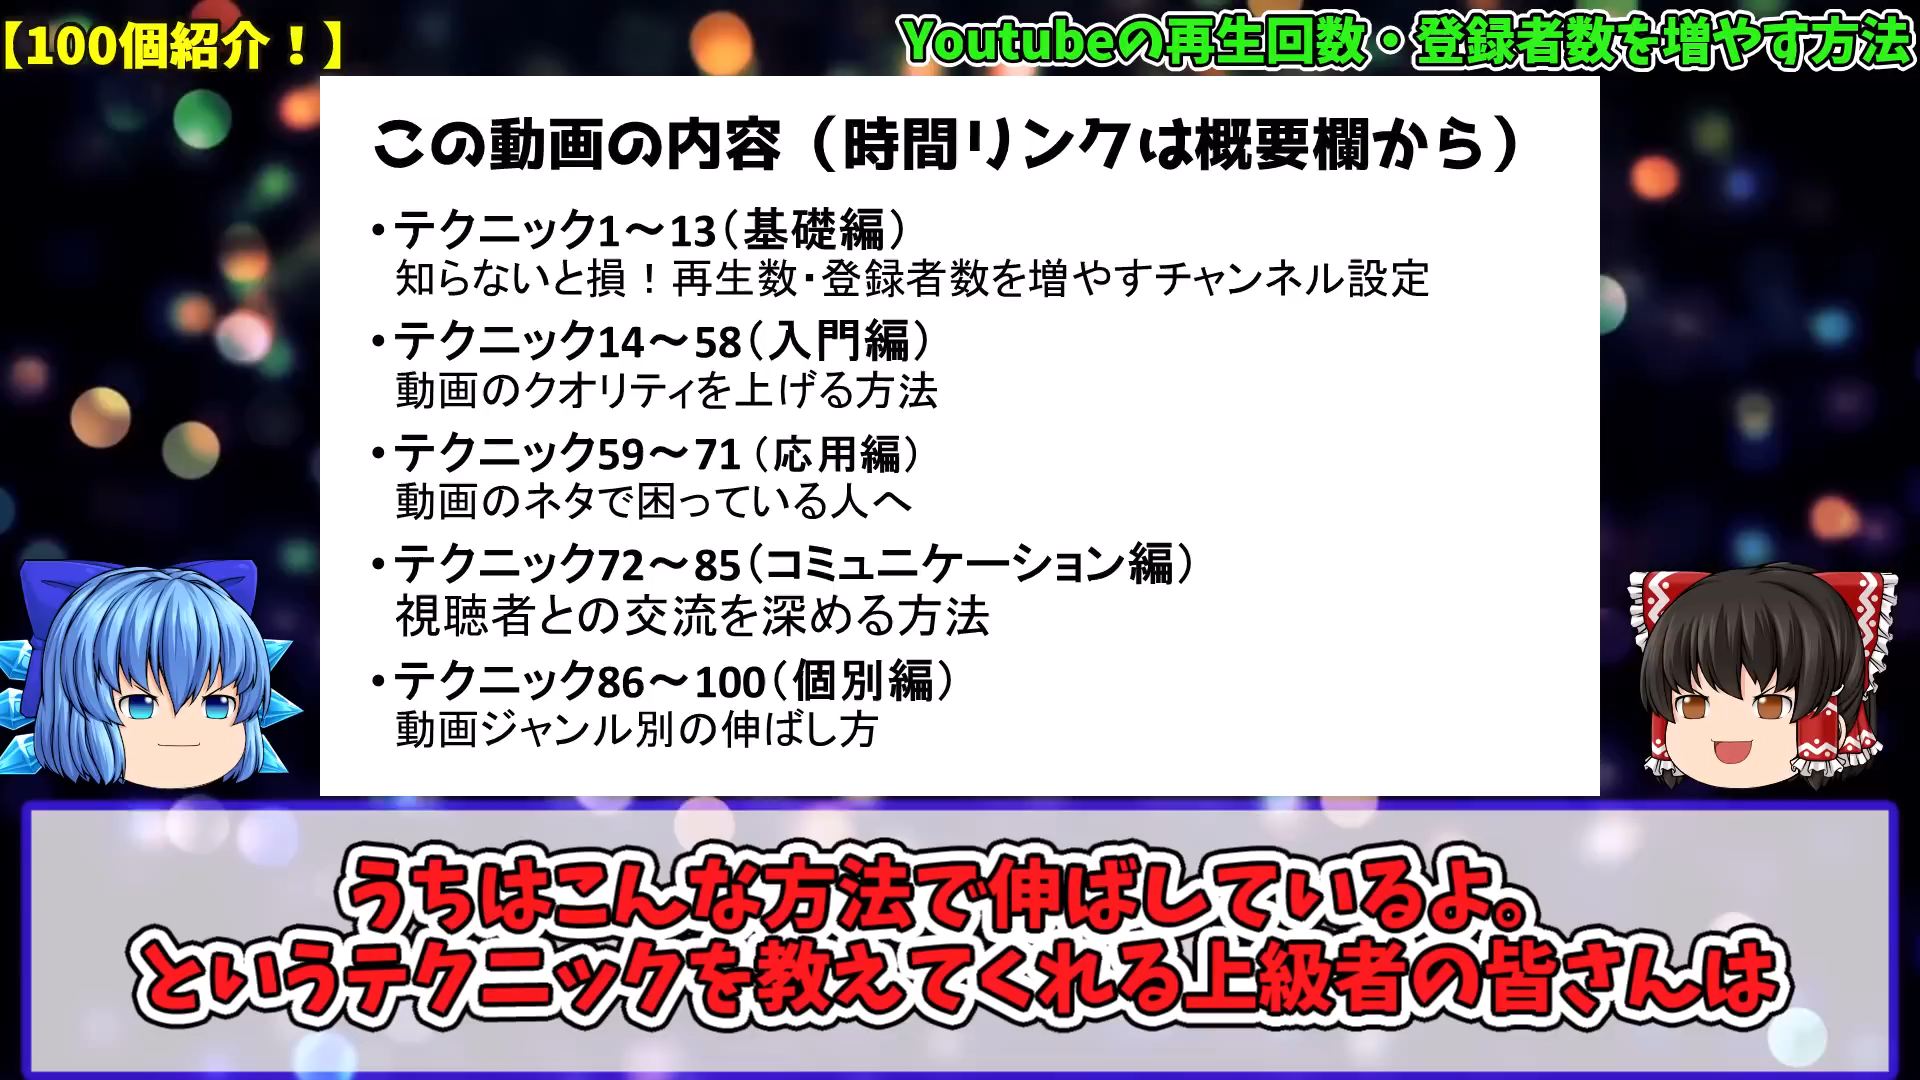 【100個紹介！】
Youtubeの再生回数・登録者数を増やす方法
この動画の内容（時間リンクは概要欄から）
•テクニック1～13（基礎編）
知らないと損！再生数・登録者数を増やすチャンネル設定
•テクニック14～58（入門編）
動画のクオリティを上げる方法
•テクニック59～71（応用編）
動画のネタで困っている人へ
•テクニック72～85（コミュニケーション編）
視聴者との交流を深める方法
•テクニック86～100（個別編）
動画ジャンル別の伸ばし方
うちはこんな方法で伸ばしているよ。
というテクニックを教えてくれる上級者の皆さんは